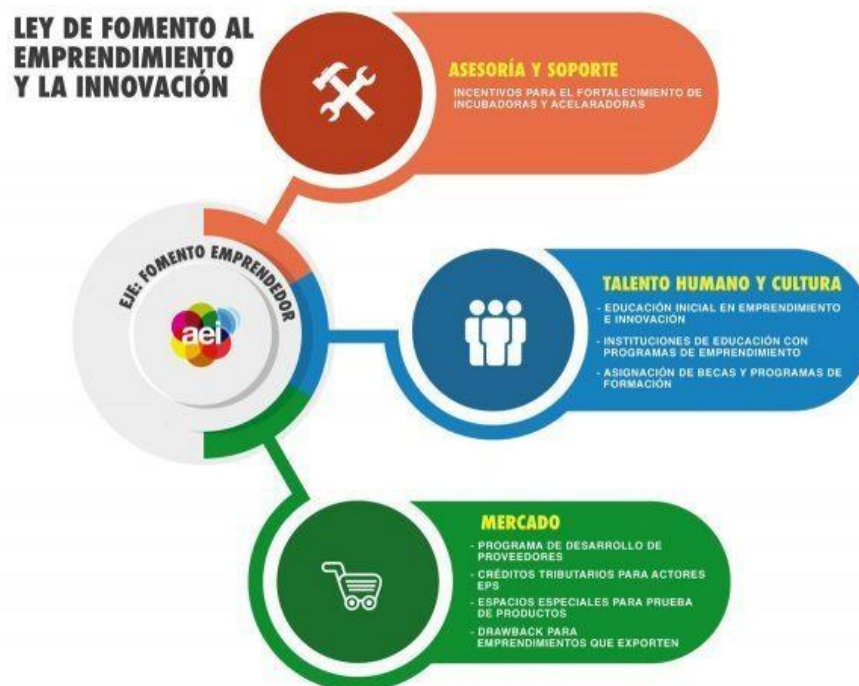 LEY DE FOMENTO AL
EMPRENDIMIENTO
Y LA INNOVACIÓN
ASESORÍA Y SOPORTE
INCENTIVOS PARA EL FORTALECIMIENTO DE
INCUBADORAS Y ACELARADORAS
EJE: FOMENTO EMPRENDEDOR
aei
TALENTO HUMANO Y CULTURA
- EDUCACIÓN INICIAL EN EMPRENDIMIENTO
E INNOVACIÓN
- INSTITUCIONES DE EDUCACIÓN CON
PROGRAMAS DE EMPRENDIMIENTO
- ASIGNACIÓN DE BECAS Y PROGRAMAS DE
FORMACIÓN
MERCADO
- PROGRAMA DE DESARROLLO DE
PROVEEDORES
- CRÉDITOS TRIBUTARIOS PARA ACTORES
EPS
- ESPACIOS ESPECIALES PARA PRUEBA
DE PRODUCTOS
- DRAWBACK PARA
EMPRENDIMIENTOS QUE EXPORTEN